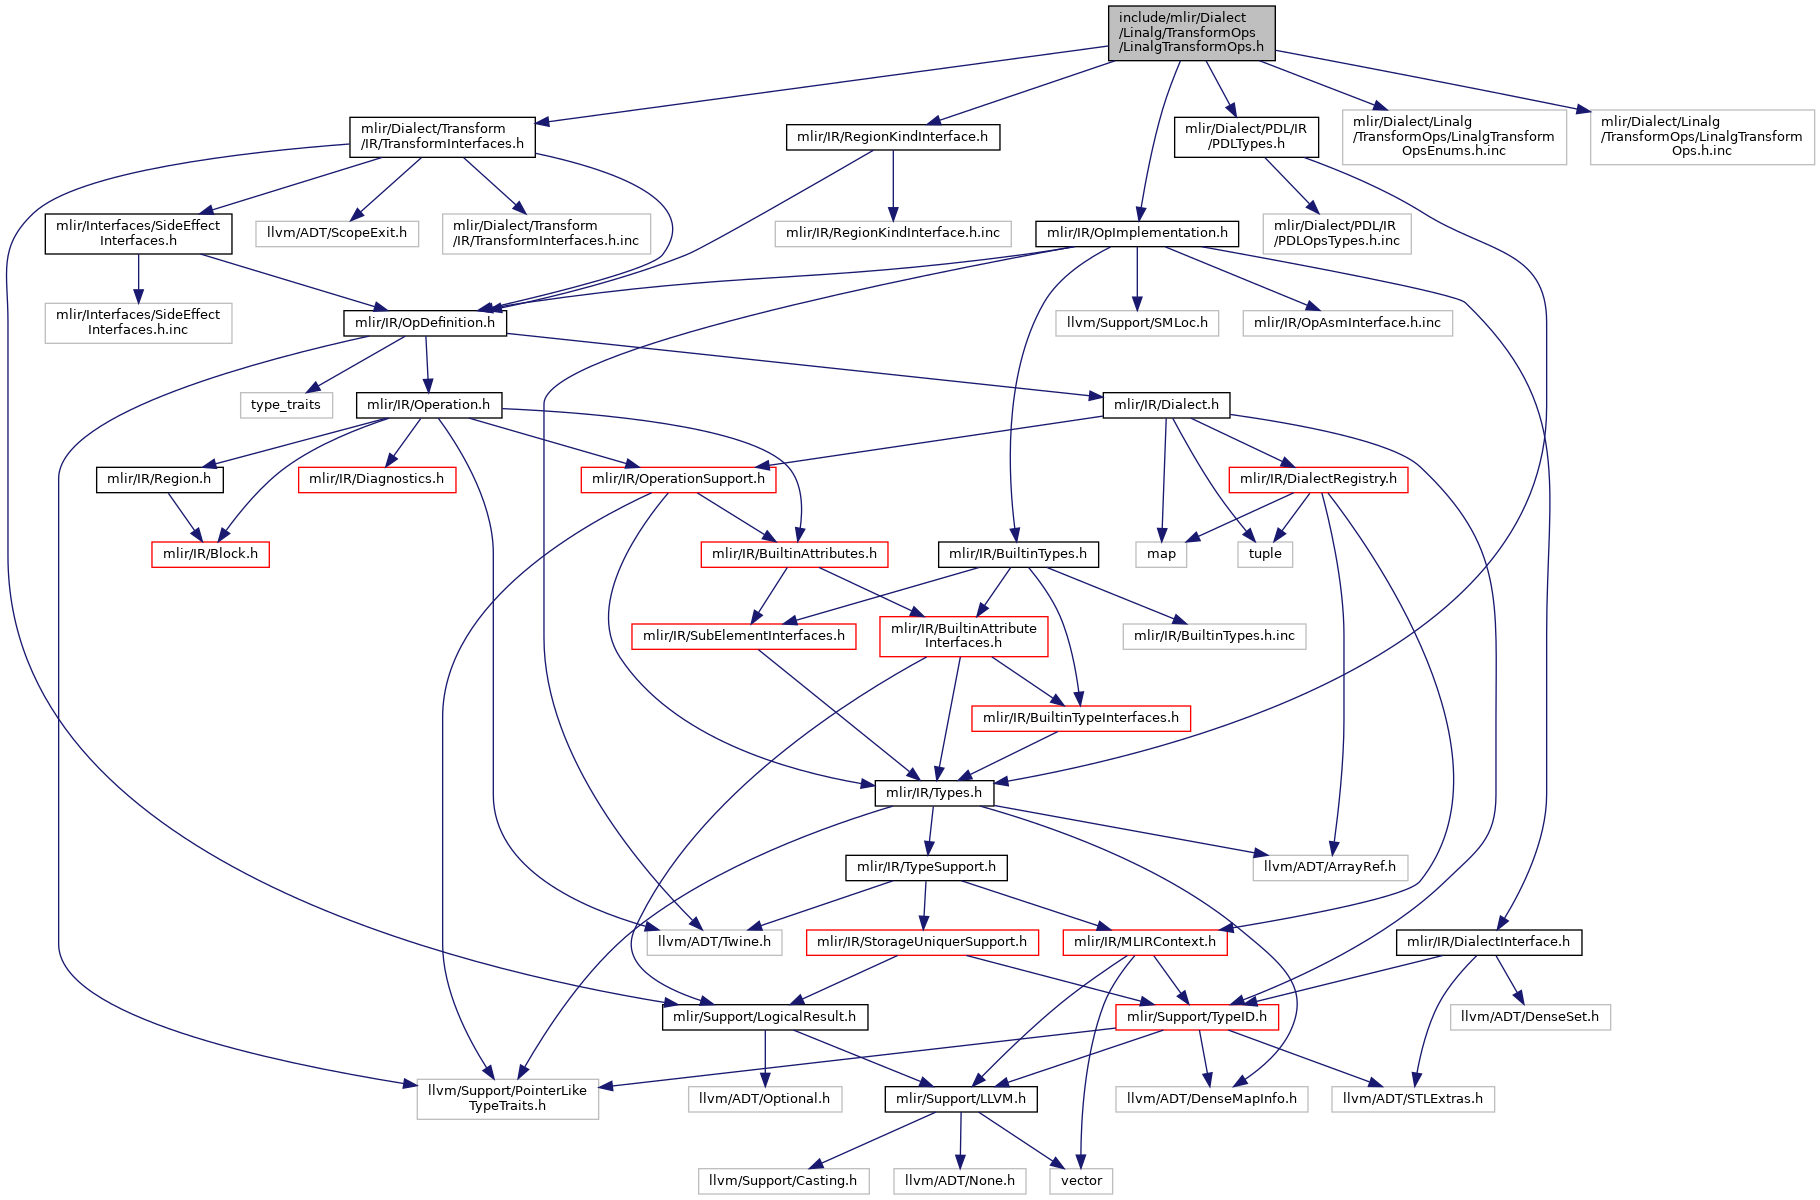 include/mlir/Dialect
/Linalg/TransformOps
/LinalgTransformOps.h
mlir/Dialect/Transform
/IR/TransformInterfaces.h
mlir/IR/RegionKindInterface.h
mlir/Dialect/PDL/IR
/PDLTypes.h
mlir/Dialect/Linalg
/TransformOps/LinalgTransform
OpsEnums.h.inc
mlir/Dialect/Linalg
/TransformOps/LinalgTransform
Ops.h.inc
mlir/Interfaces/SideEffect
Interfaces.h
llvm/ADT/ScopeExit.h
mlir/Dialect/Transform
/IR/TransformInterfaces.h.inc
mlir/IR/RegionKindInterface.h.inc
mlir/IR/OpImplementation.h
mlir/Dialect/PDL/IR
/PDLOpsTypes.h.inc
mlir/Interfaces/SideEffect
Interfaces.h.inc
mlir/IR/OpDefinition.h
llvm/Support/SMLoc.h
mlir/IR/OpAsmInterface.h.inc
type_traits
mlir/IR/Operation.h
mlir/IR/Dialect.h
mlir/IR/Region.h
mlir/IR/Diagnostics.h
mlir/IR/OperationSupport.h
mlir/IR/DialectRegistry.h
mlir/IR/Block.h
mlir/IR/BuiltinAttributes.h
mlir/IR/BuiltinTypes.h
map
tuple
mlir/IR/SubElementInterfaces.h
mlir/IR/BuiltinAttribute
Interfaces.h
mlir/IR/BuiltinTypes.h.inc
mlir/IR/BuiltinTypeInterfaces.h
mlir/IR/Types.h
mlir/IR/TypeSupport.h
llvm/ADT/ArrayRef.h
llvm/ADT/Twine.h
mlir/IR/StorageUniquerSupport.h
mlir/IR/MLIRContext.h
mlir/IR/DialectInterface.h
mlir/Support/LogicalResult.h
mlir/Support/TypeID.h
llvm/ADT/DenseSet.h
llvm/Support/PointerLike
TypeTraits.h
llvm/ADT/Optional.h
mlir/Support/LLVM.h
llvm/ADT/DenseMapInfo.h
llvm/ADT/STLExtras.h
llvm/Support/Casting.h
llvm/ADT/None.h
vector